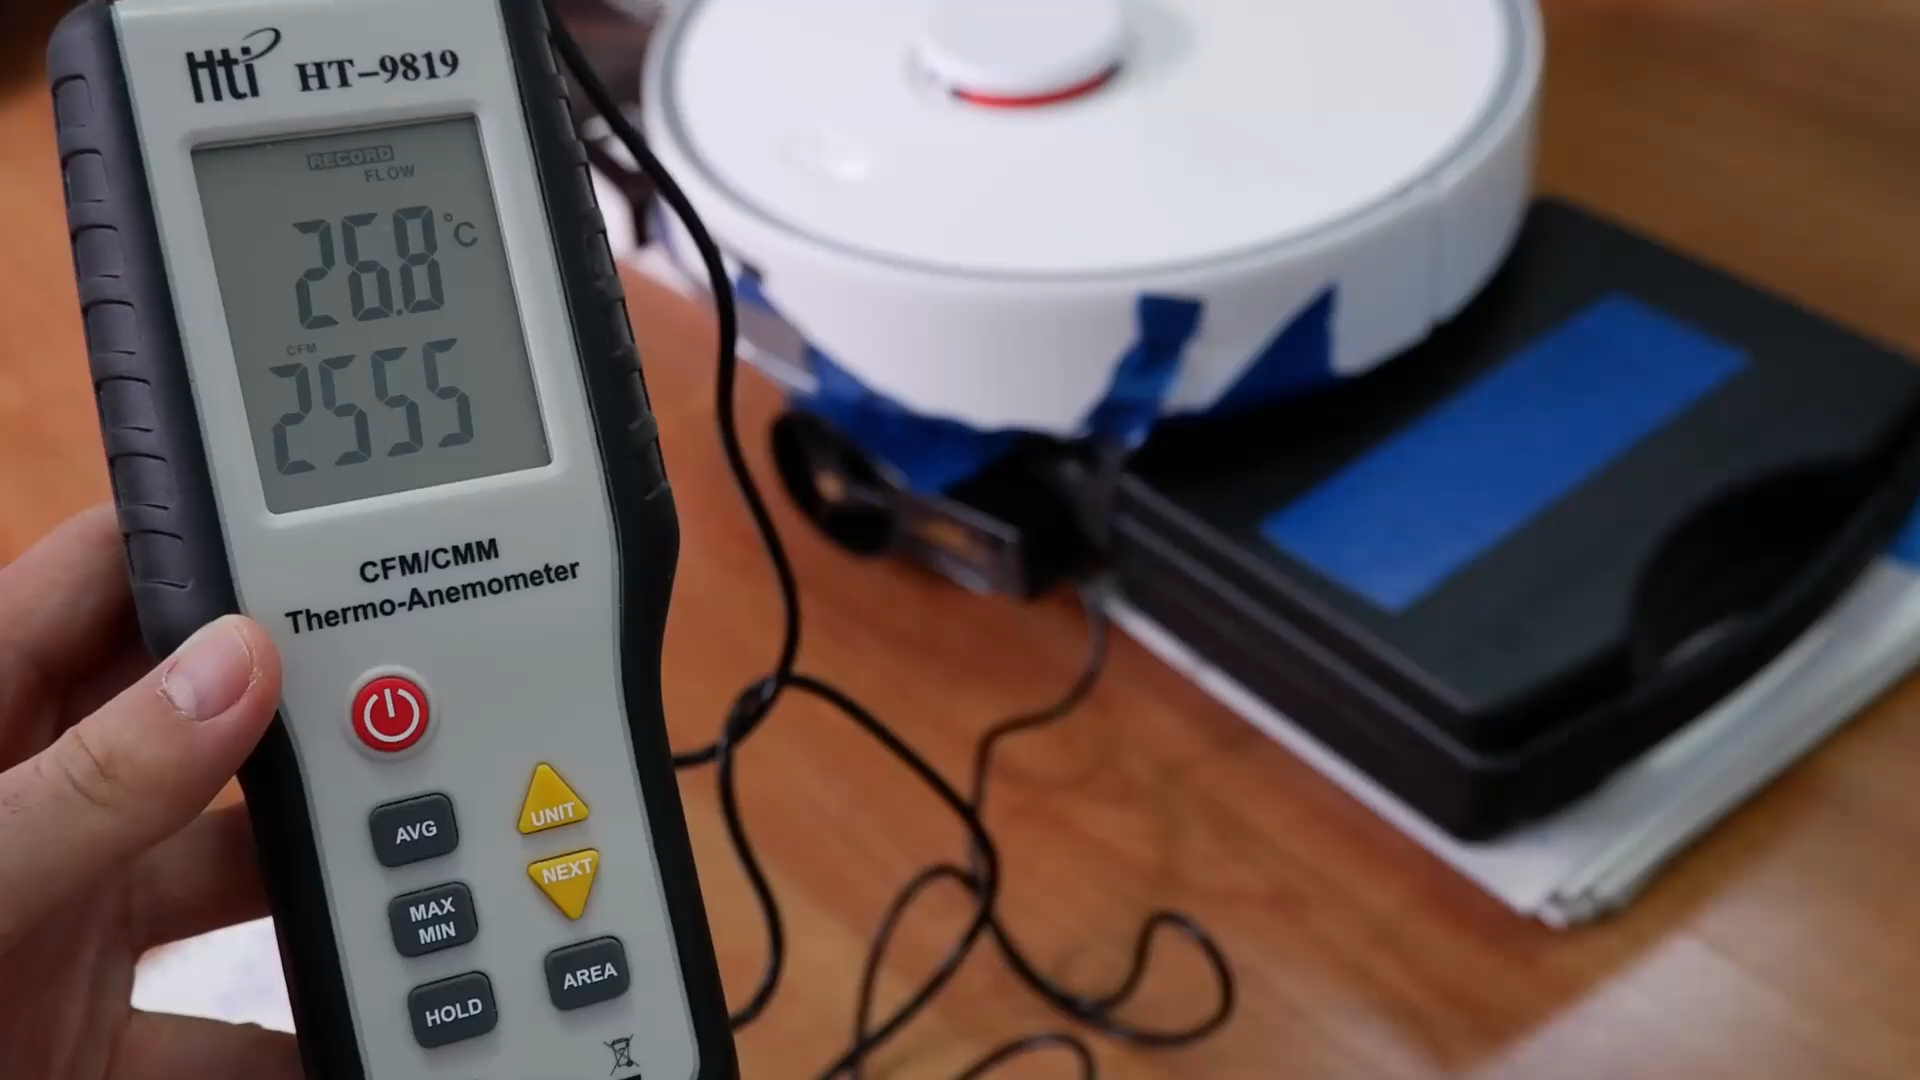 Hti HT-9819
RECORD
FLOW
26.8 °C
CFM
2555
CFM/CMM
Thermo-Anemometer
AVG
UNIT
NEXT
MAX
MIN
AREA
HOLD